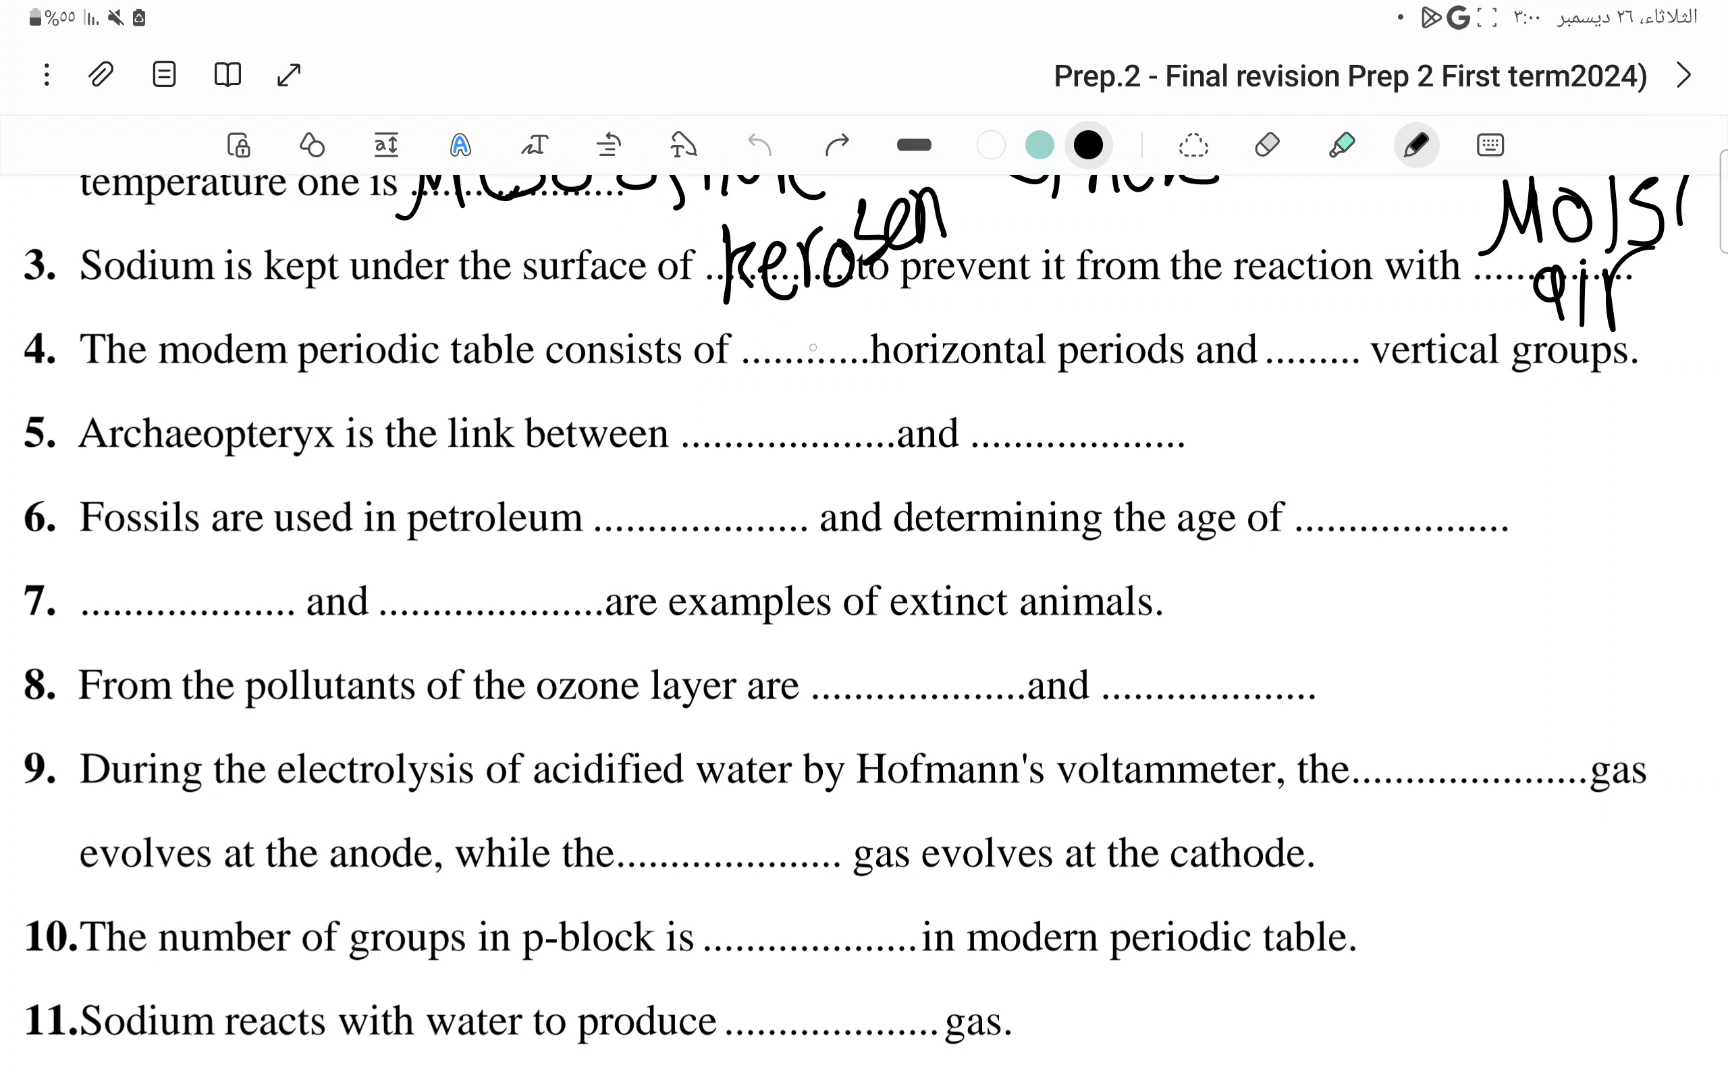 %٥٥ الثلاثاء، ٢٦ ديسمبر ٣:٠٠
Prep.2 - Final revision Prep 2 First term2024)
temperature one is ....................
3. Sodium is kept under the surface of .. kerosen to prevent it from the reaction with ............... Moist air
4. The modem periodic table consists of ............horizontal periods and ......... vertical groups.
5. Archaeopteryx is the link between ....................and ....................
6. Fossils are used in petroleum .................... and determining the age of ....................
7. .................... and .....................are examples of extinct animals.
8. From the pollutants of the ozone layer are ....................and ....................
9. During the electrolysis of acidified water by Hofmann's voltammeter, the......................gas
evolves at the anode, while the..................... gas evolves at the cathode.
10.The number of groups in p-block is ....................in modern periodic table.
11.Sodium reacts with water to produce .................... gas.